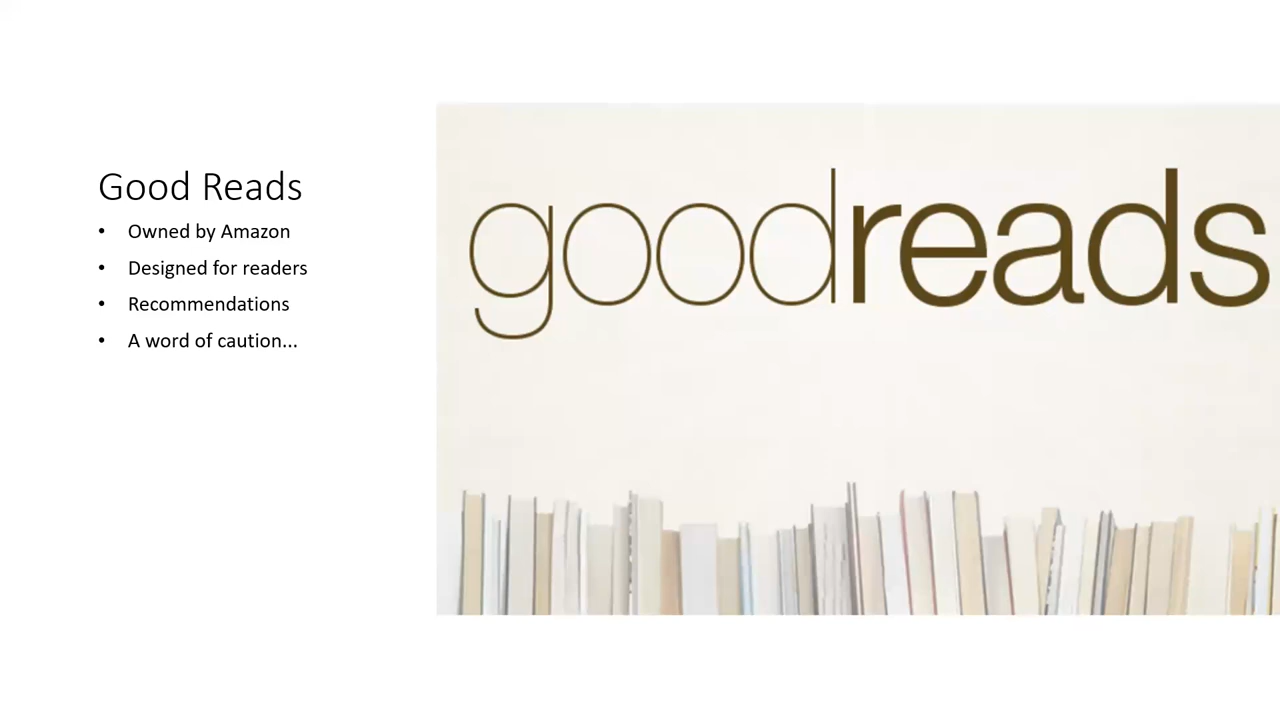 Good Reads
• Owned by Amazon
• Designed for readers
• Recommendations
• A word of caution...
goodreads